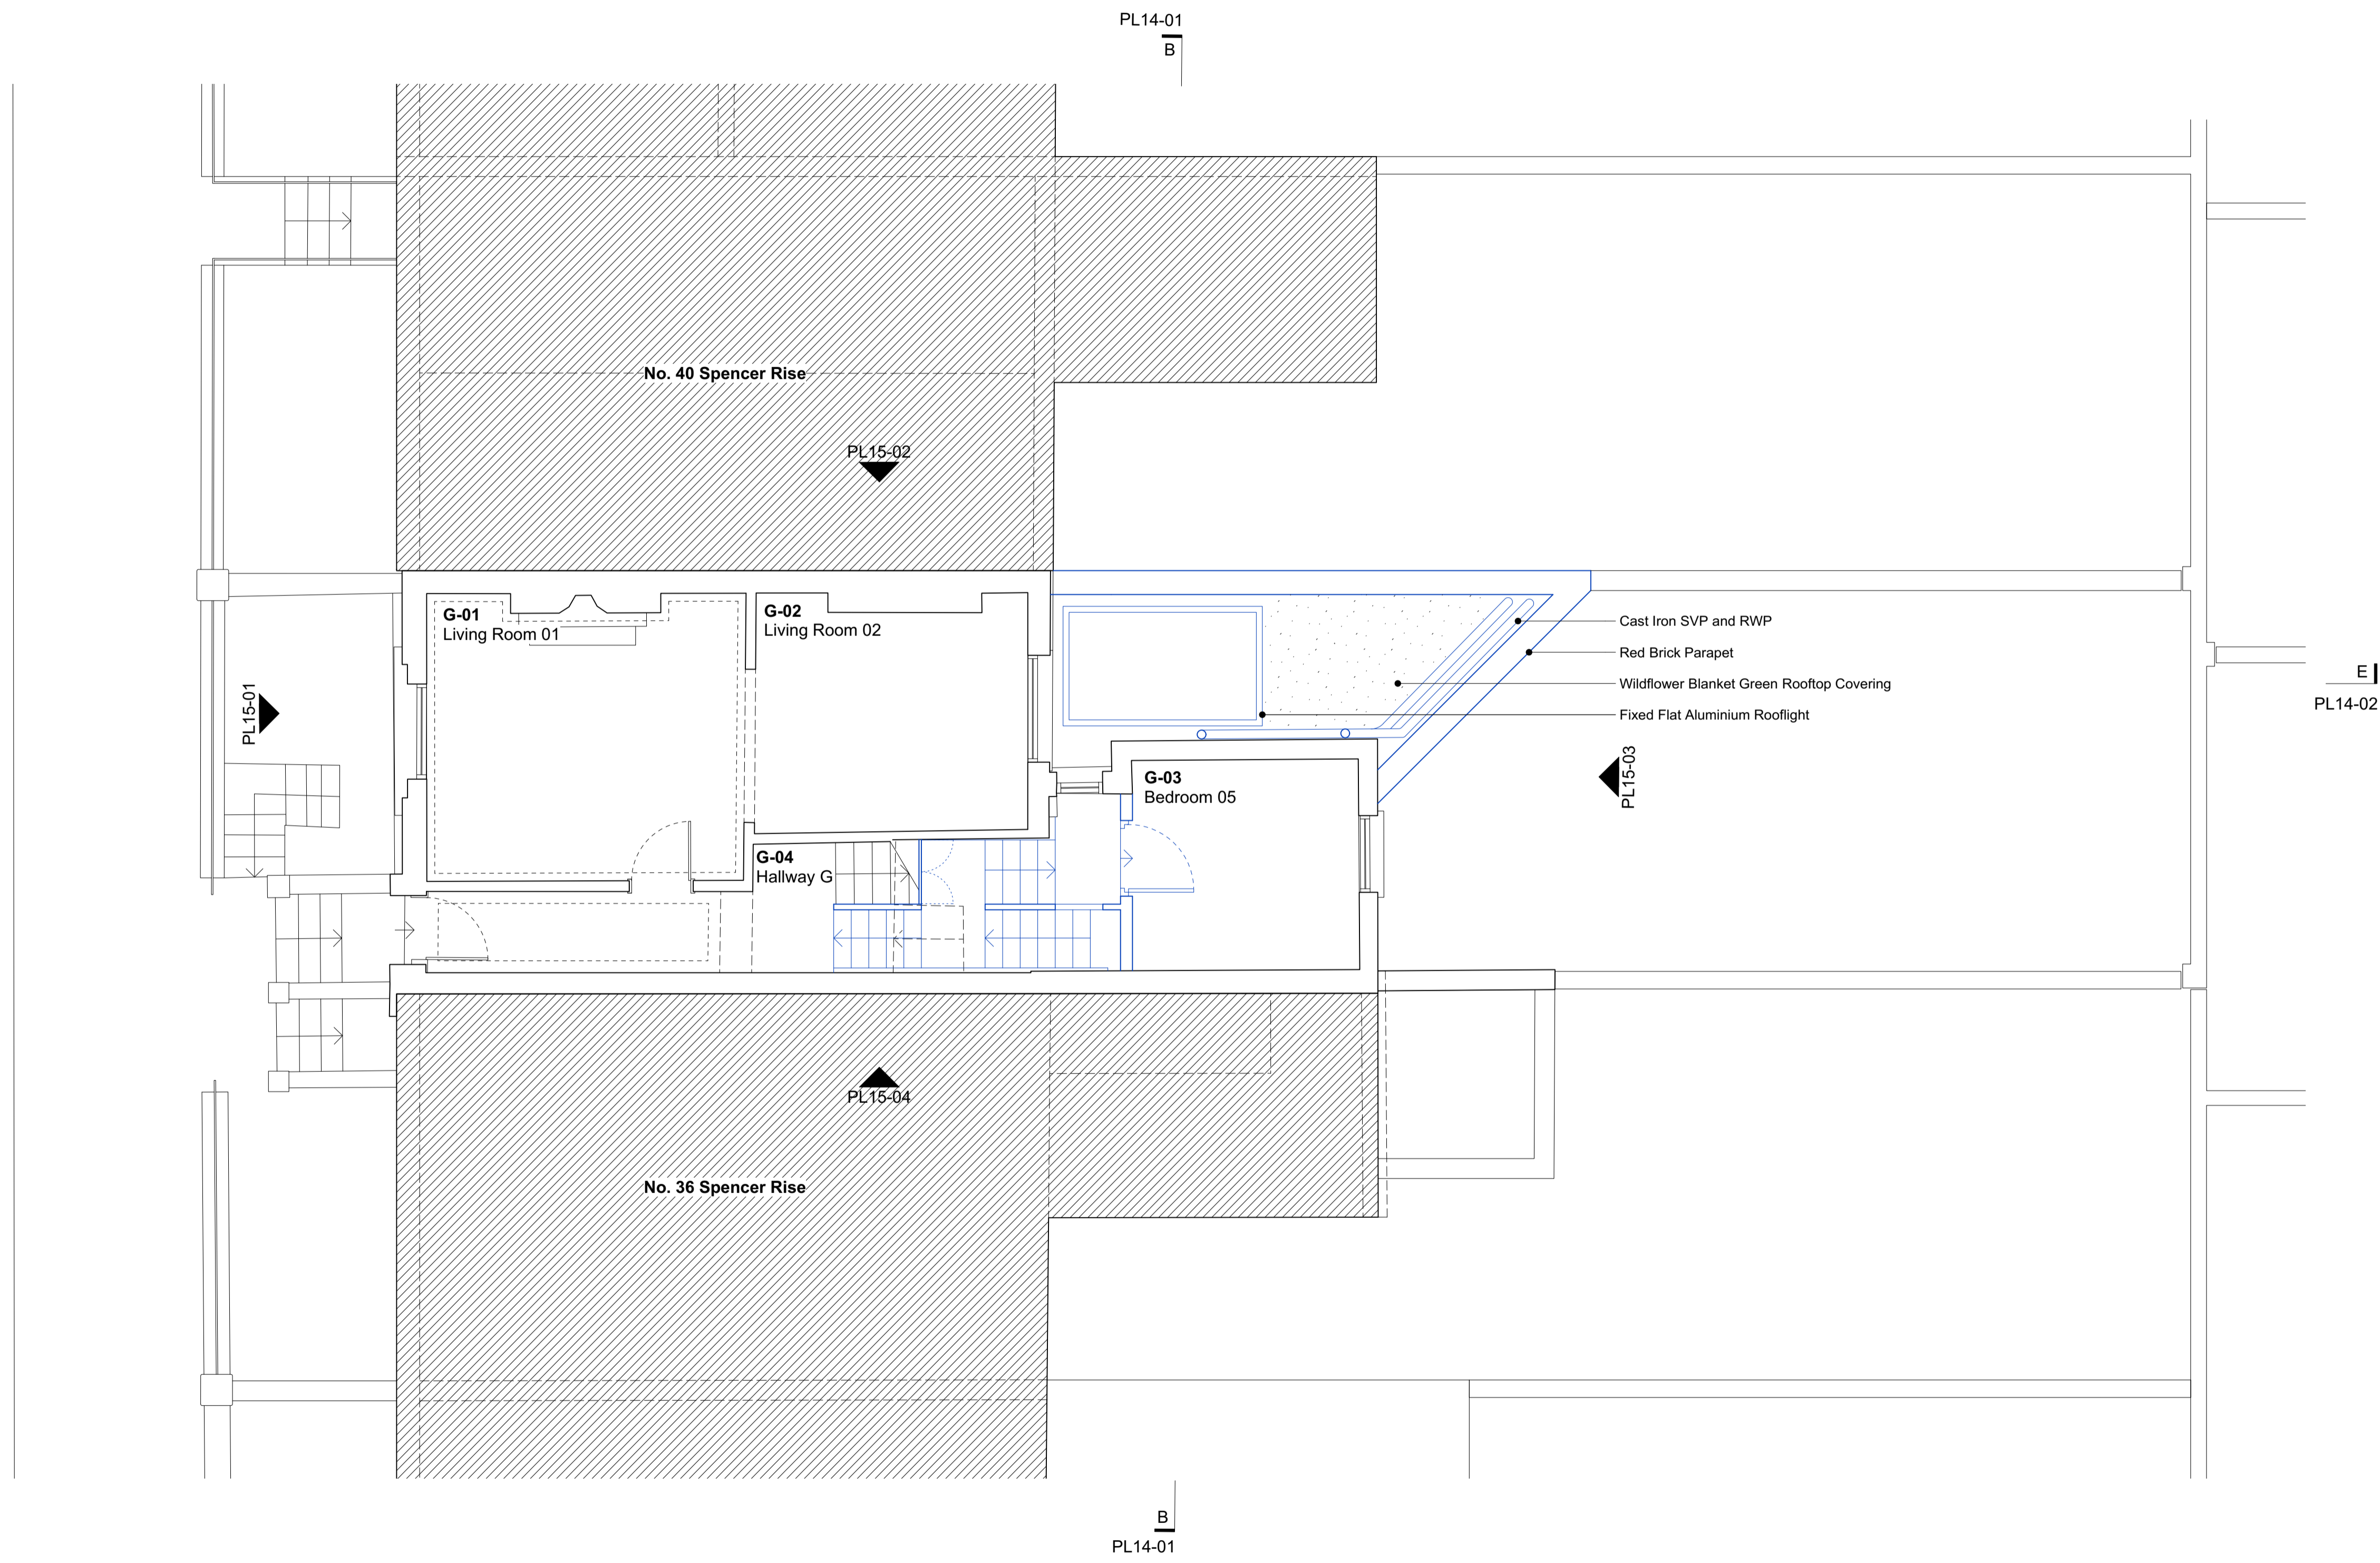 PL14-01
B
No. 40 Spencer Rise
PL15-02
G-01
Living Room 01
G-02
Living Room 02
Cast Iron SVP and RWP
Red Brick Parapet
Wildflower Blanket Green Rooftop Covering
Fixed Flat Aluminium Rooflight
E
PL14-02
PL15-01
PL15-03
G-03
Bedroom 05
G-04
Hallway G
PL15-04
No. 36 Spencer Rise
B
PL14-01